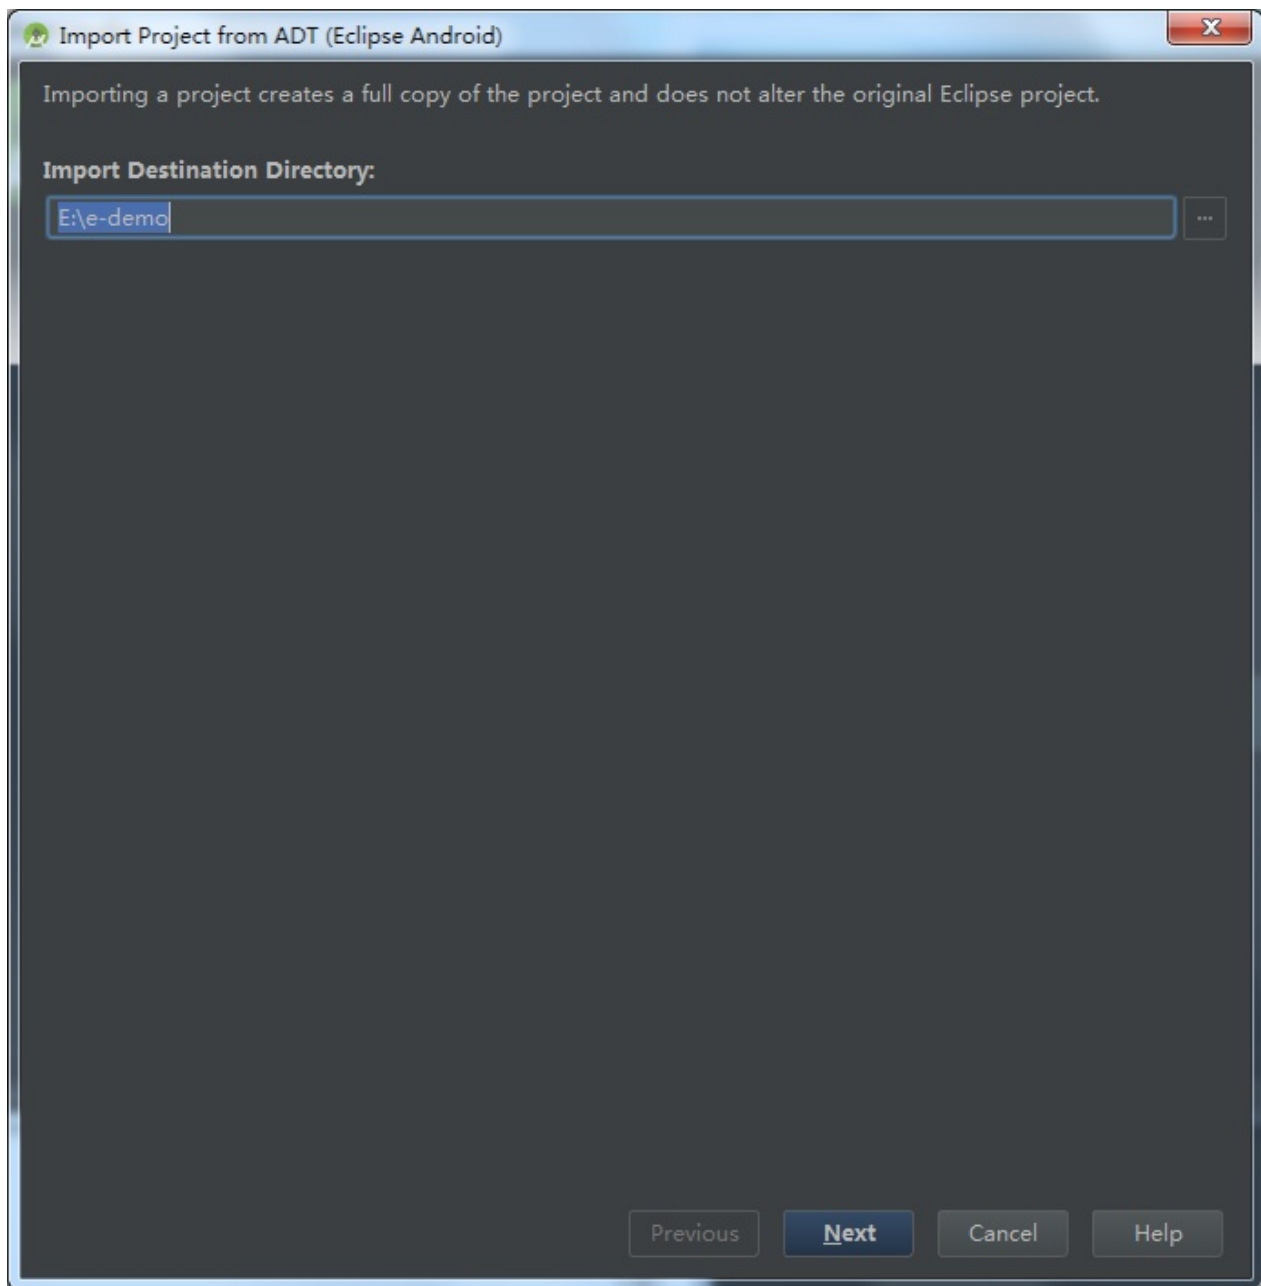 Import Project from ADT (Eclipse Android)
Importing a project creates a full copy of the project and does not alter the original Eclipse project.
Import Destination Directory:
E:\e-demo
...
Previous Next Cancel Help